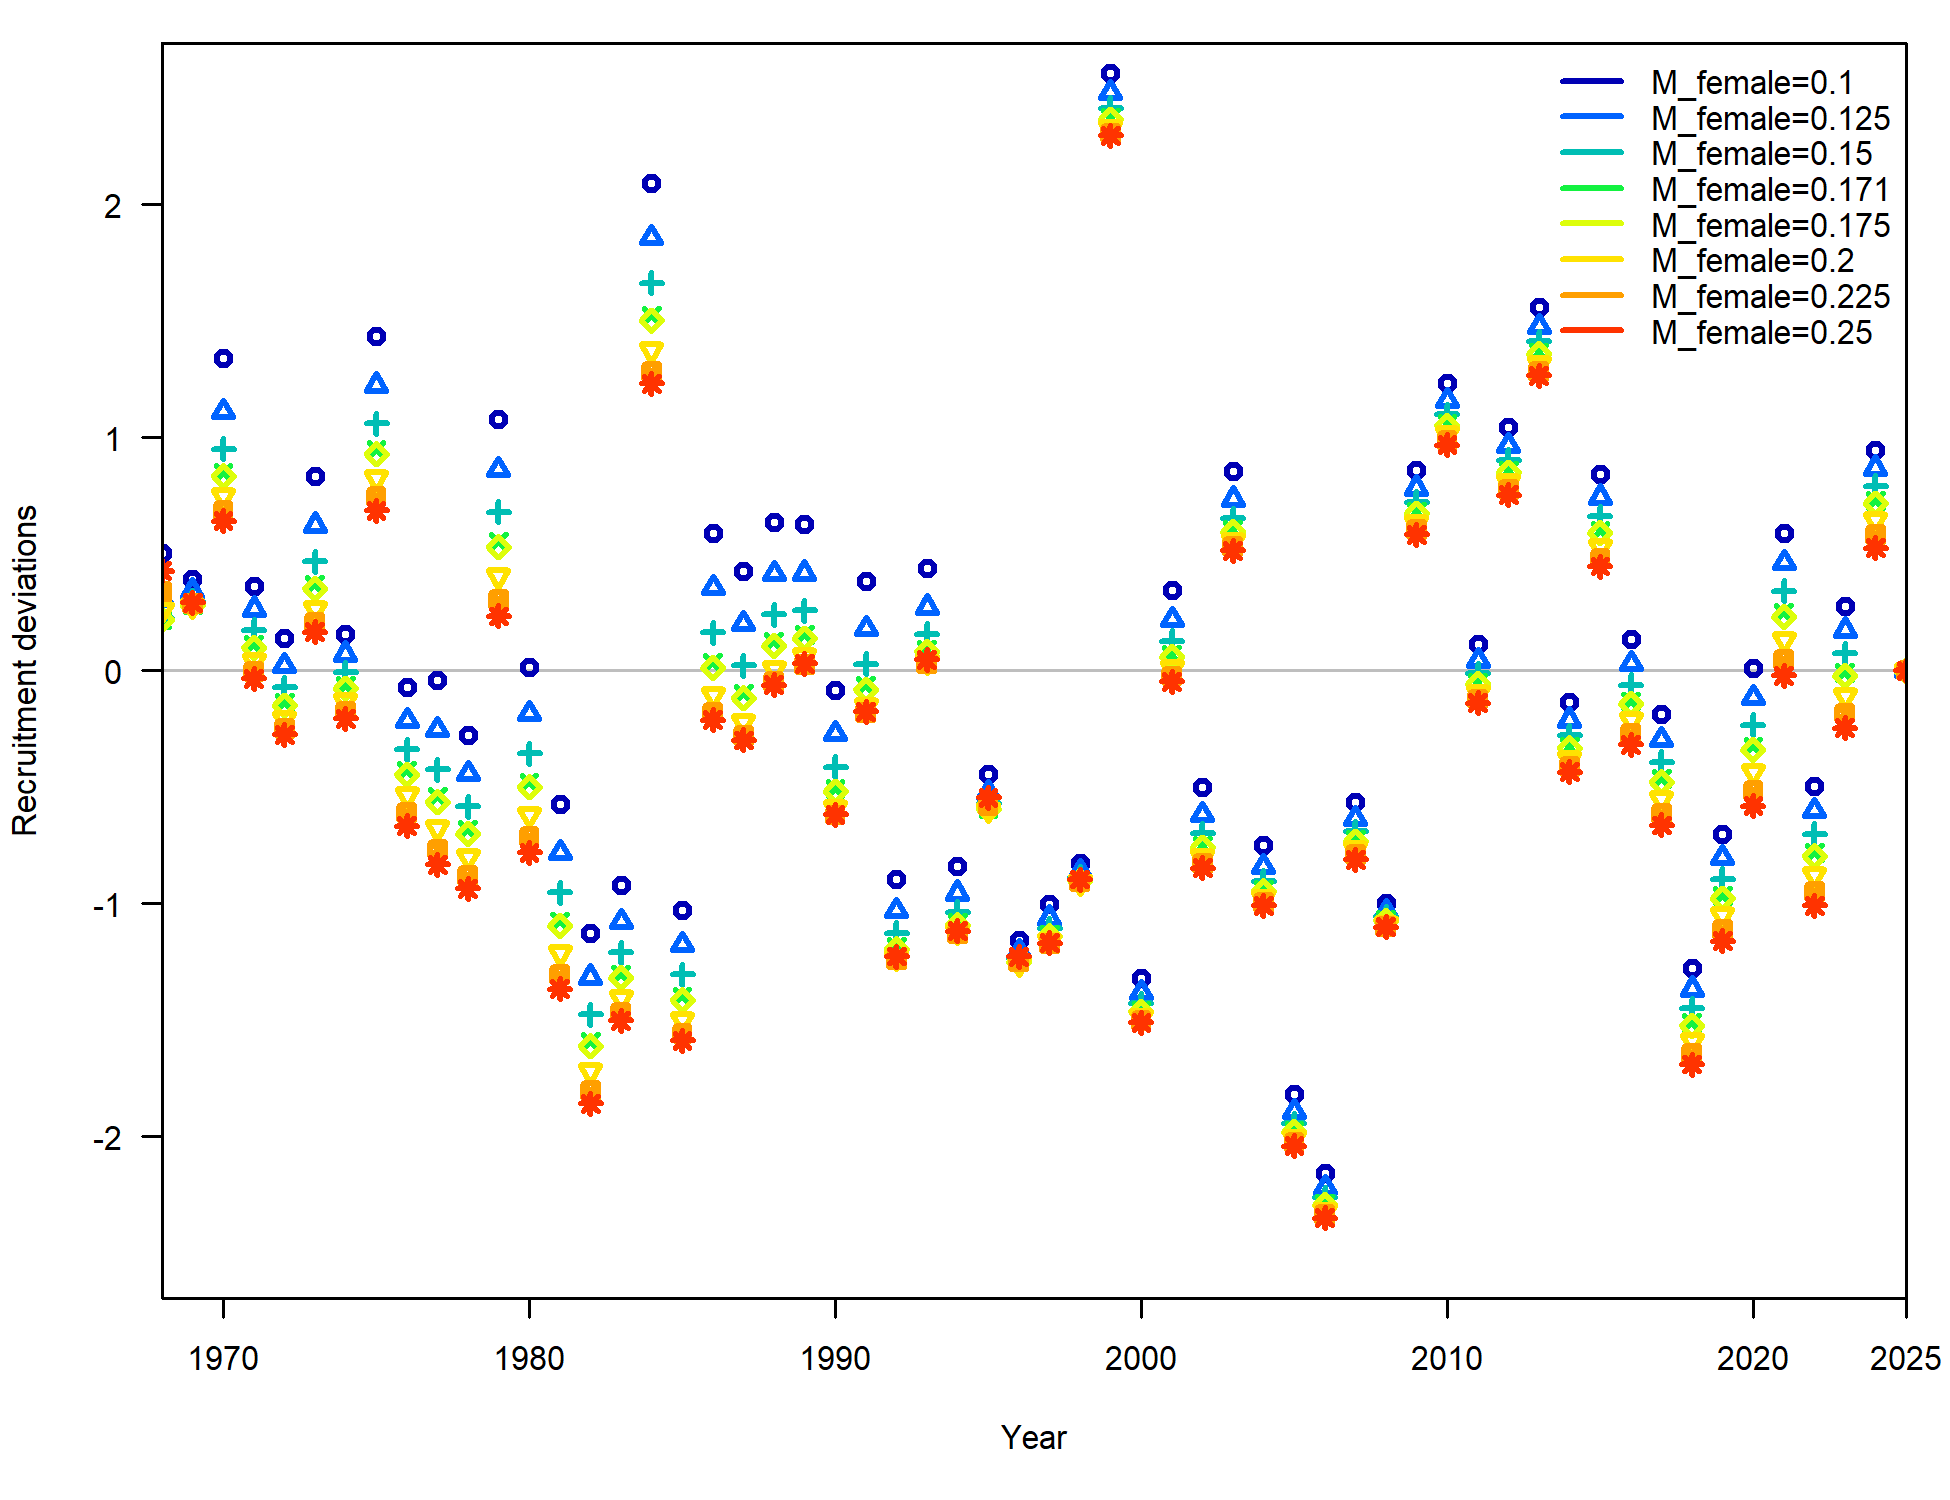 M_female=0.1
M_female=0.125
M_female=0.15
M_female=0.171
M_female=0.175
M_female=0.2
M_female=0.225
M_female=0.25
Recruitment deviations
2
1
0
-1
-2
1970 1980 1990 2000 2010 2020 2025
Year